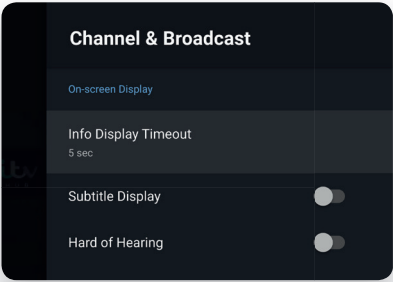 Channel & Broadcast
On-screen Display
Info Display Timeout
5 sec
Subtitle Display
Hard of Hearing